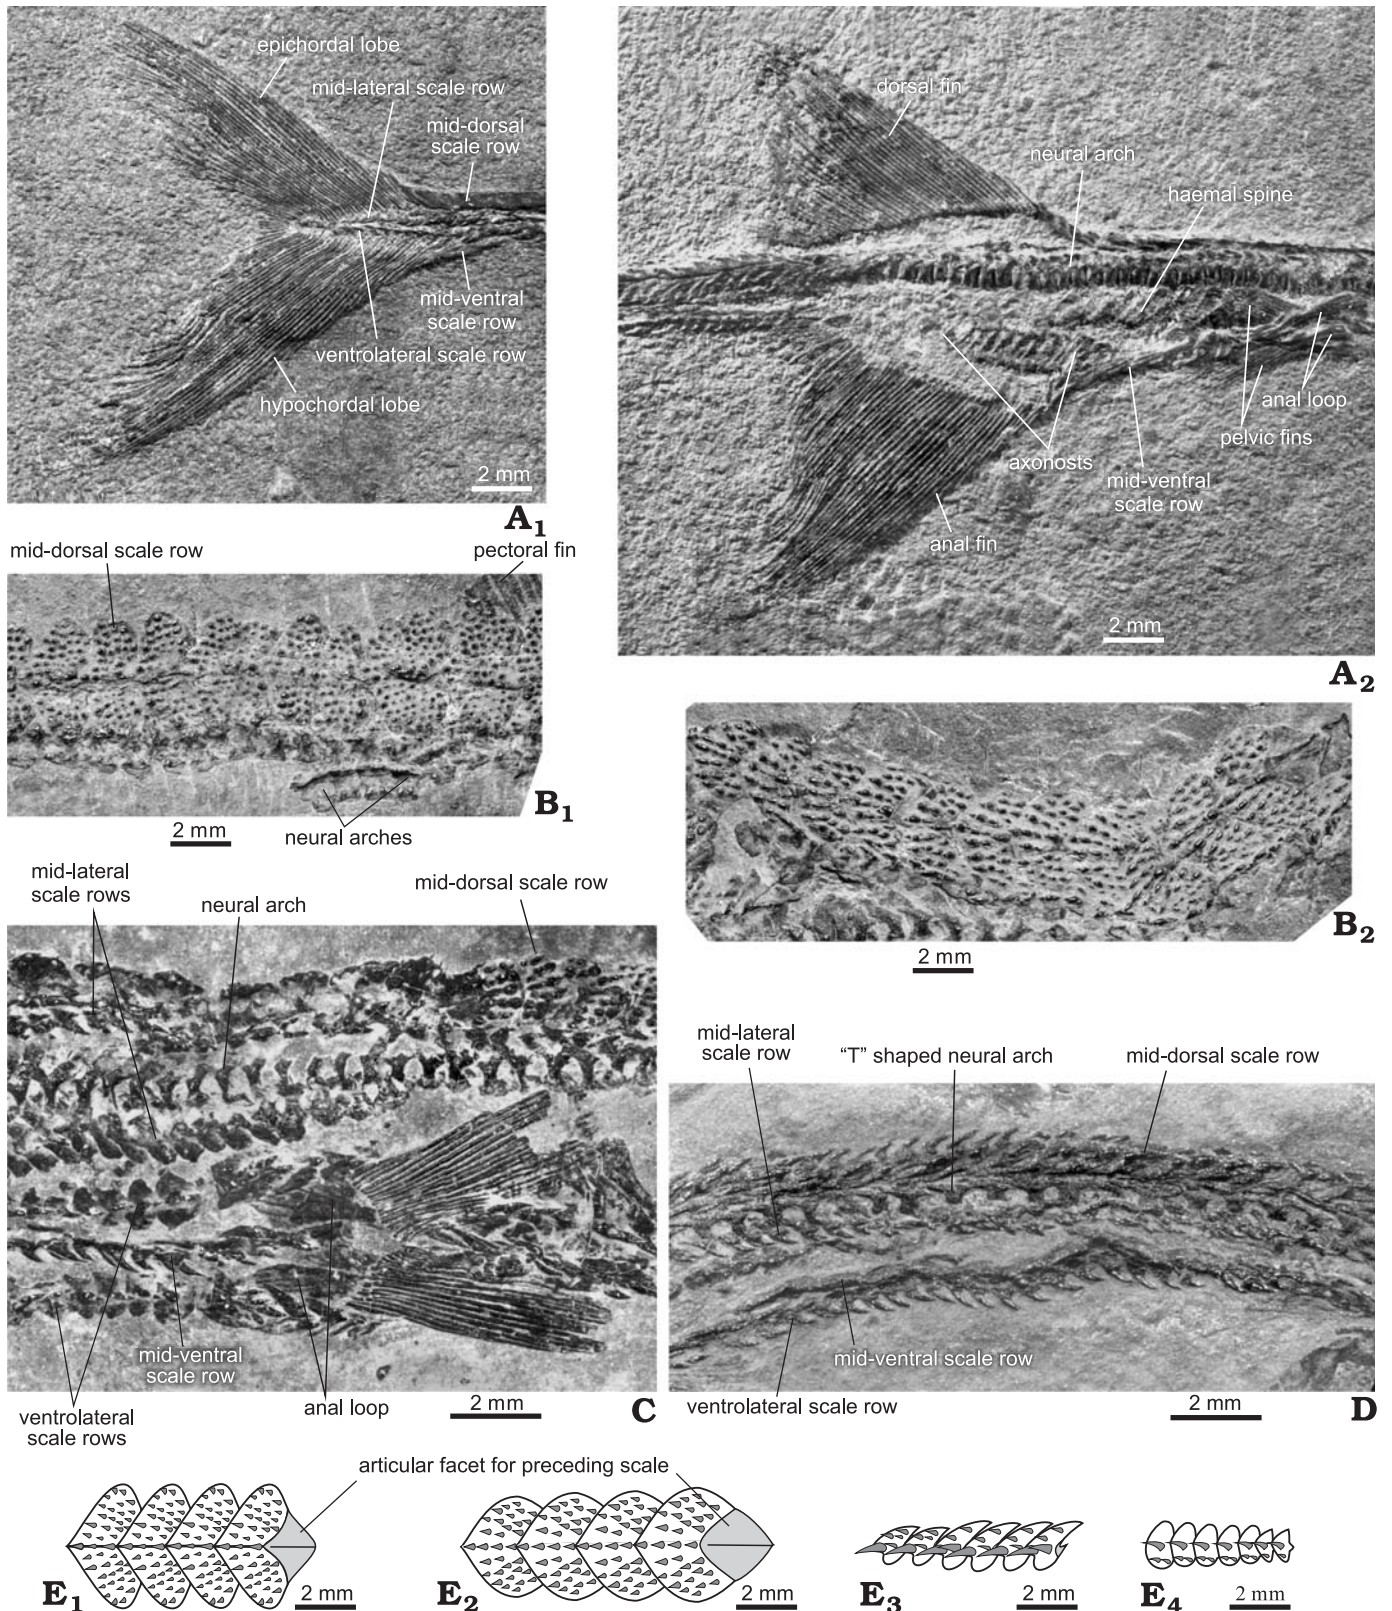 epichordal lobe
mid-lateral scale row
mid-dorsal
scale row
mid-ventral
scale row
ventrolateral scale row
hypochordal lobe
2 mm
A1
dorsal fin
neural arch
haemal spine
anal loop
pelvic fins
axonosts
mid-ventral
scale row
anal fin
2 mm
A2
mid-dorsal scale row
pectoral fin
2 mm
neural arches
B1
2 mm
B2
mid-lateral
scale rows
neural arch
mid-dorsal scale row
mid-ventral
scale row
ventrolateral
scale rows
anal loop
2 mm
C
mid-lateral
scale row
“T” shaped neural arch
mid-dorsal scale row
mid-ventral scale row
ventrolateral scale row
2 mm
D
articular facet for preceding scale
E1
2 mm
E2
2 mm
E3
2 mm
E4
2 mm